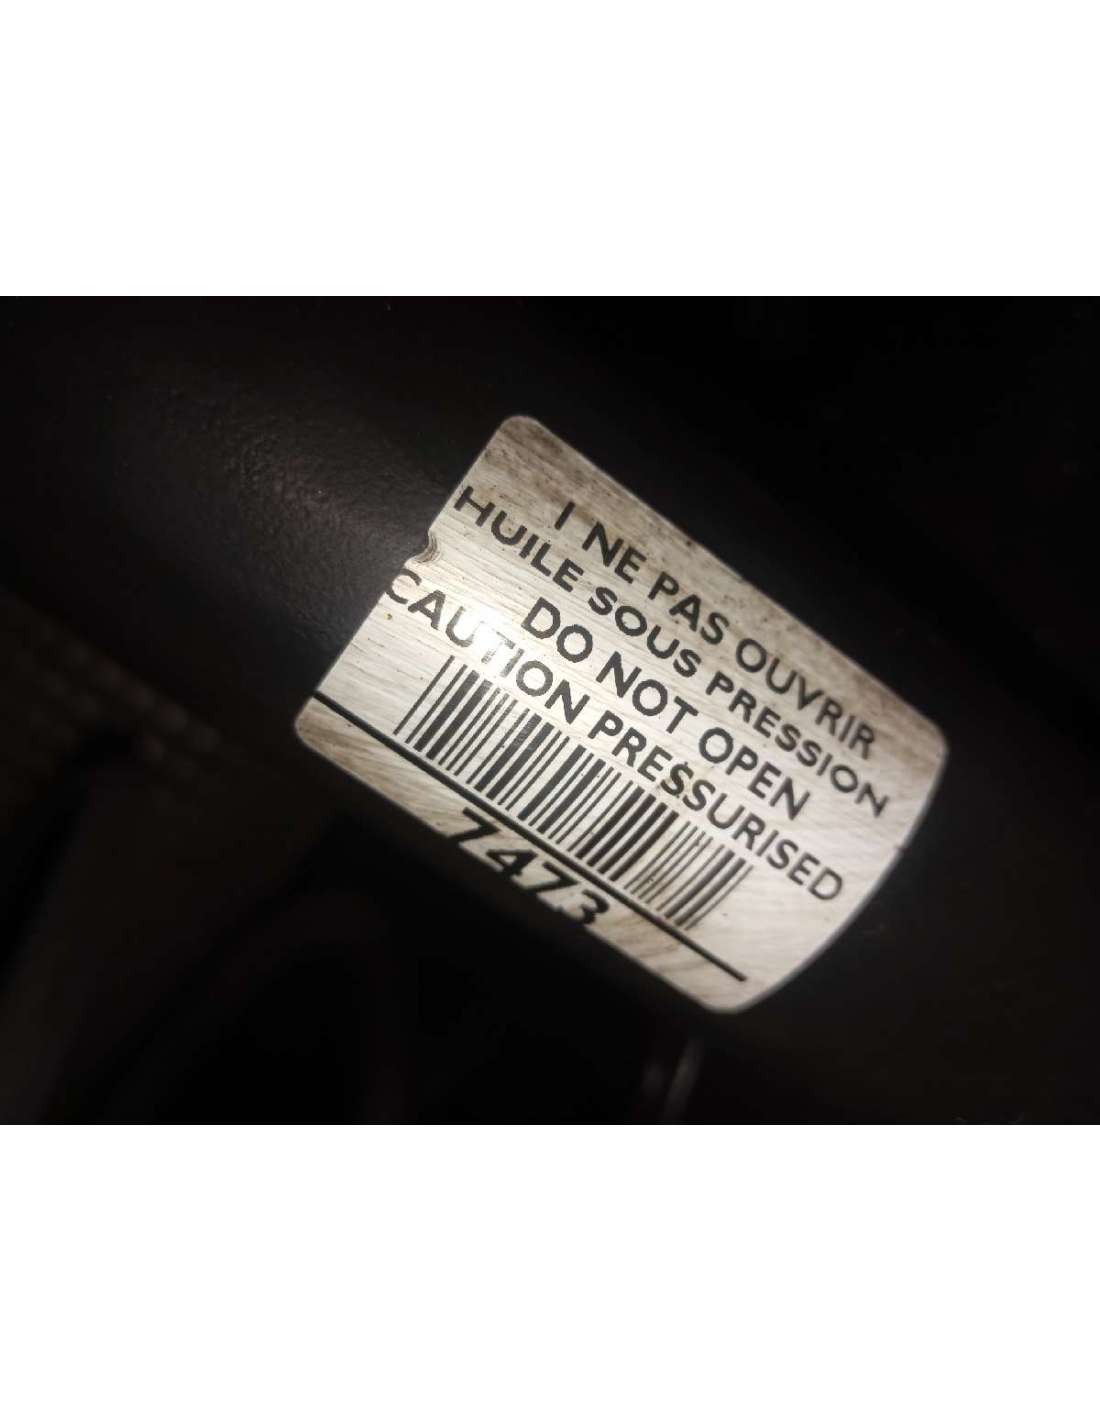 I NE PAS OUVRIR
HUILE SOUS PRESSION
DO NOT OPEN
CAUTION PRESSURISED
7473